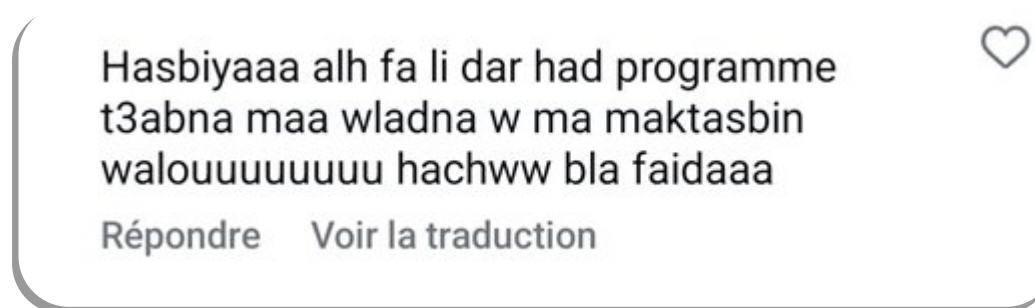 Hasbiyaaa alh fa li dar had programme
t3abna maa wladna w ma maktasbin
walouuuuuuuuu hachww bla faidaaa
Répondre Voir la traduction